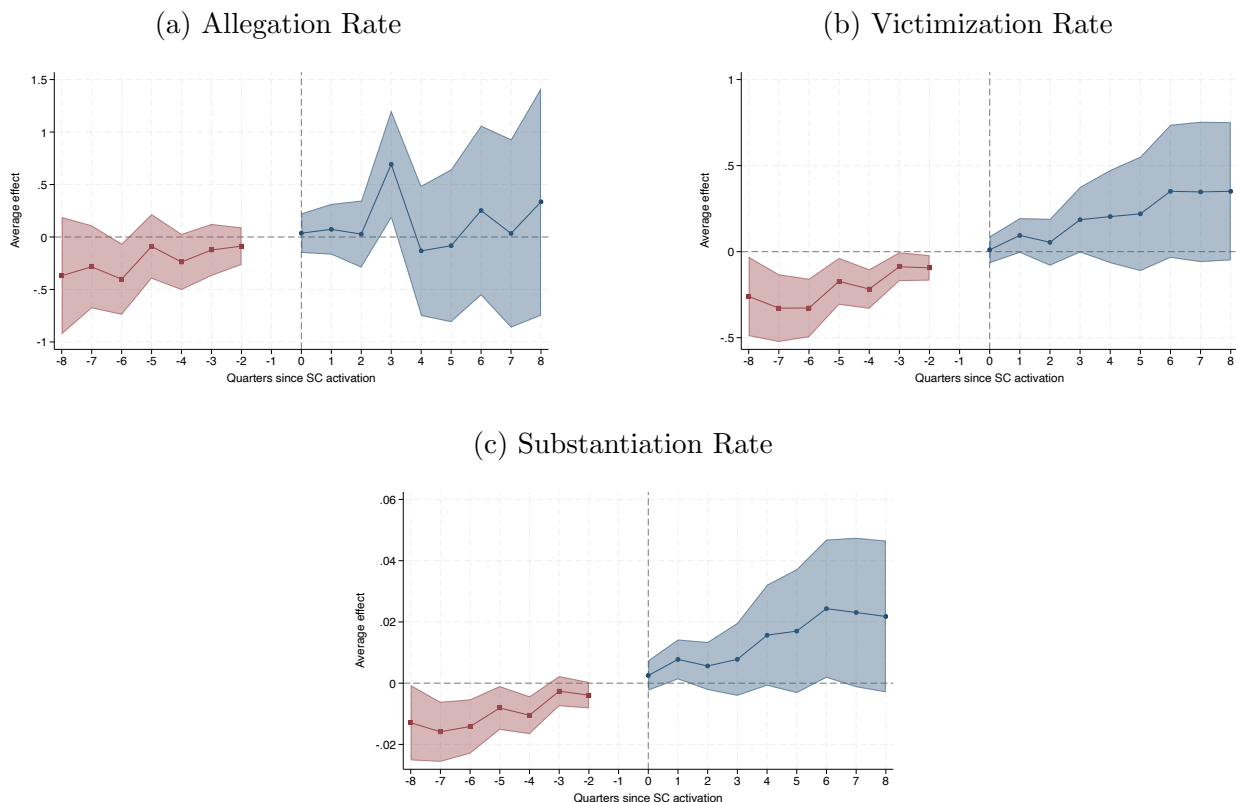 (a) Allegation Rate
1.5
1
.5
0
-.5
-1
Average effect
-8 -7 -6 -5 -4 -3 -2 -1 0 1 2 3 4 5 6 7 8
Quarters since SC activation
(b) Victimization Rate
1
.5
0
-.5
Average effect
-8 -7 -6 -5 -4 -3 -2 -1 0 1 2 3 4 5 6 7 8
Quarters since SC activation
(c) Substantiation Rate
.06
.04
.02
0
-.02
Average effect
-8 -7 -6 -5 -4 -3 -2 -1 0 1 2 3 4 5 6 7 8
Quarters since SC activation